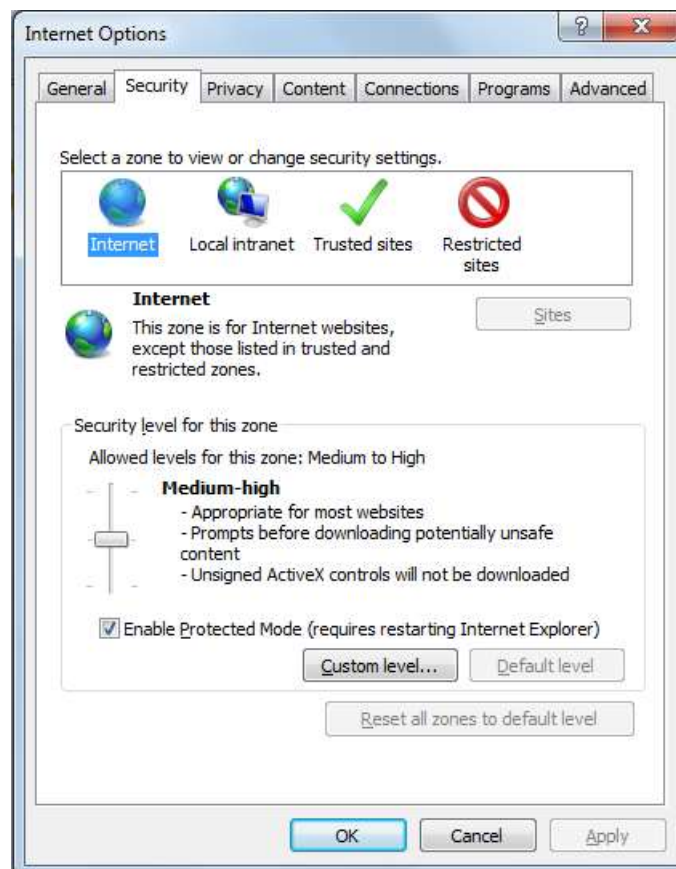 Internet Options
General Security Privacy Content Connections Programs Advanced
Select a zone to view or change security settings.
Internet Local intranet Trusted sites Restricted
sites
Internet
Sites
This zone is for Internet websites,
except those listed in trusted and
restricted zones.
Security level for this zone
Allowed levels for this zone: Medium to High
Medium-high
- Appropriate for most websites
- Prompts before downloading potentially unsafe
content
- Unsigned ActiveX controls will not be downloaded
Enable Protected Mode (requires restarting Internet Explorer)
Custom level... Default level
Reset all zones to default level
OK Cancel Apply